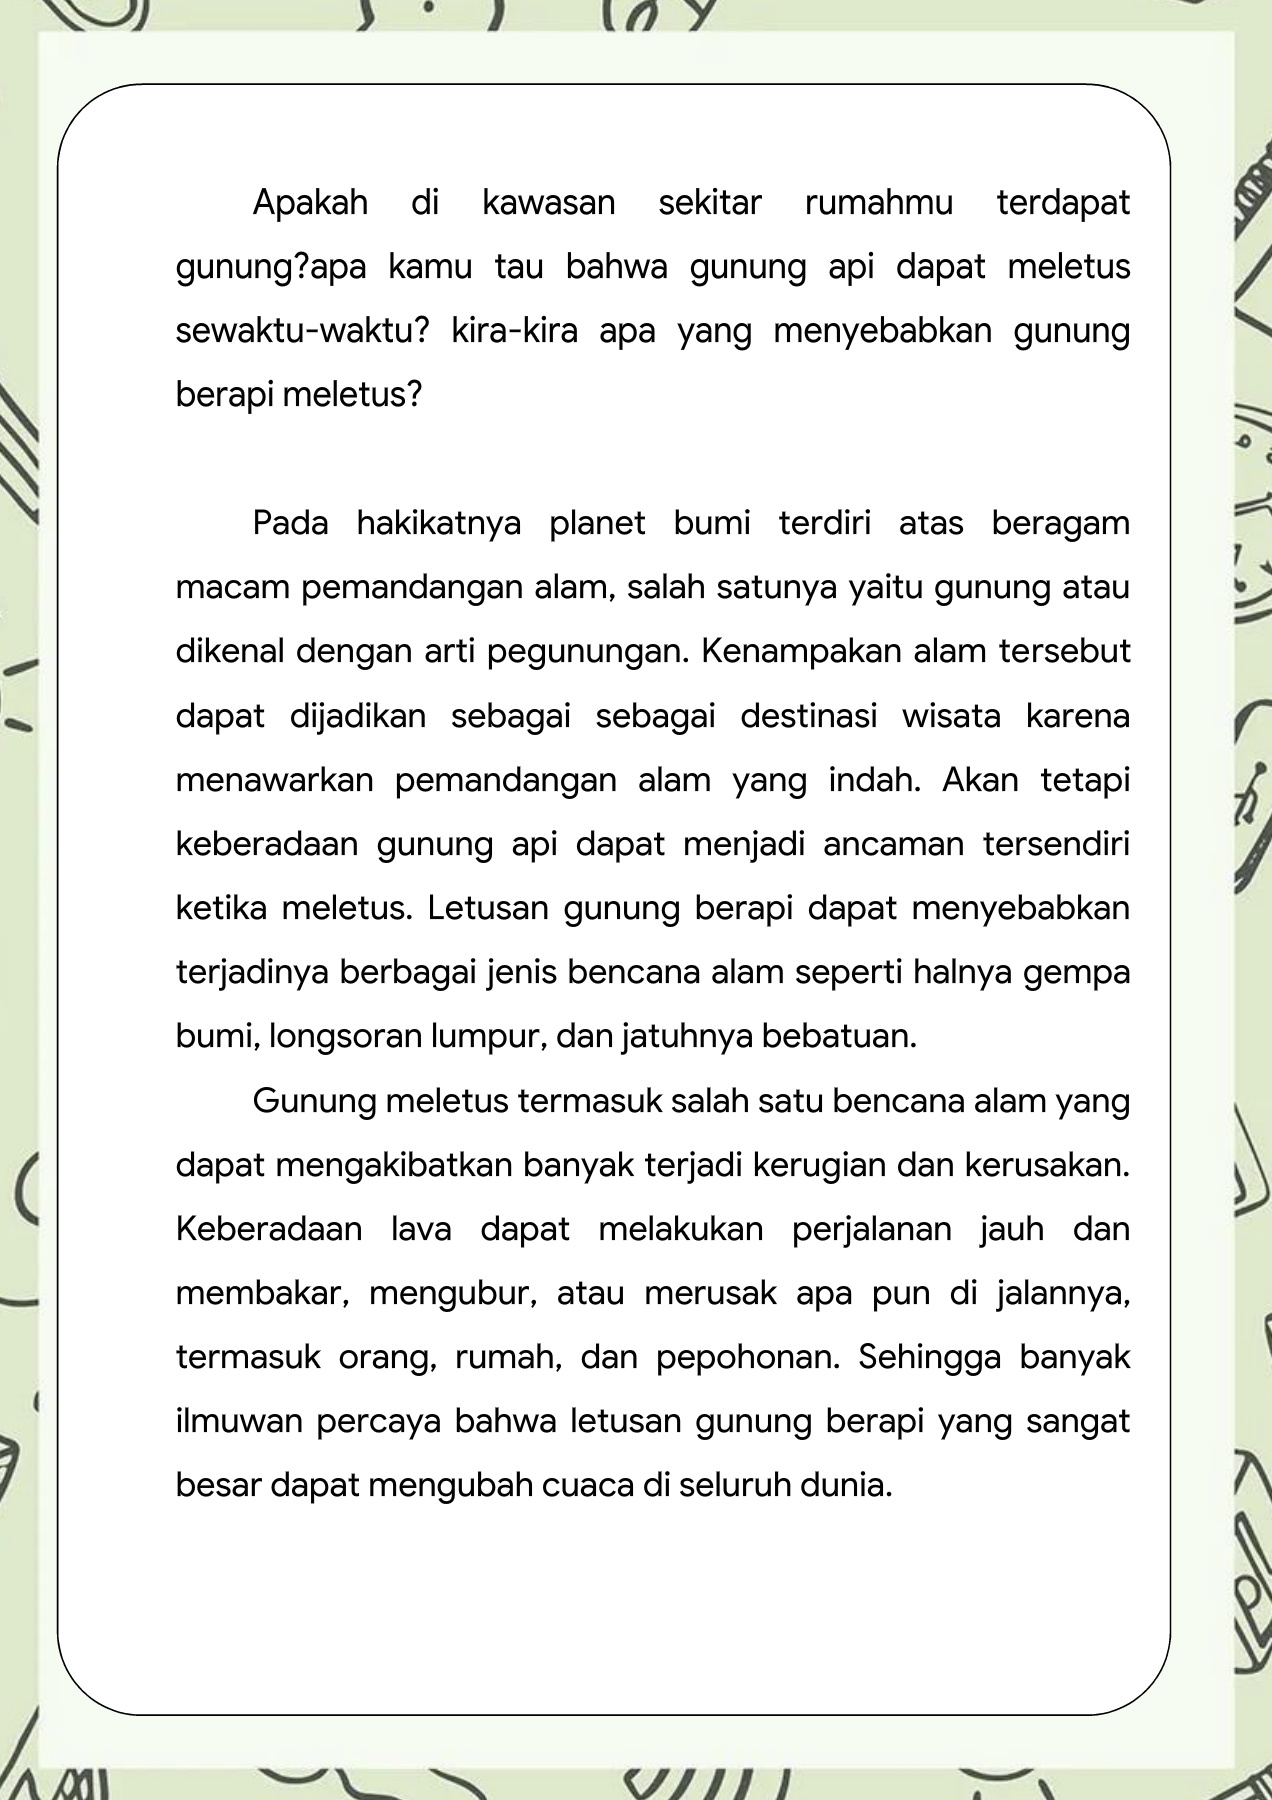 Apakah di kawasan sekitar rumahmu terdapat
gunung?apa kamu tau bahwa gunung api dapat meletus
sewaktu-waktu? kira-kira apa yang menyebabkan gunung
berapi meletus?
Pada hakikatnya planet bumi terdiri atas beragam
macam pemandangan alam, salah satunya yaitu gunung atau
dikenal dengan arti pegunungan. Kenampakan alam tersebut
dapat dijadikan sebagai sebagai destinasi wisata karena
menawarkan pemandangan alam yang indah. Akan tetapi
keberadaan gunung api dapat menjadi ancaman tersendiri
ketika meletus. Letusan gunung berapi dapat menyebabkan
terjadinya berbagai jenis bencana alam seperti halnya gempa
bumi, longsoran lumpur, dan jatuhnya bebatuan.
Gunung meletus termasuk salah satu bencana alam yang
dapat mengakibatkan banyak terjadi kerugian dan kerusakan.
Keberadaan lava dapat melakukan perjalanan jauh dan
membakar, mengubur, atau merusak apa pun di jalannya,
termasuk orang, rumah, dan pepohonan. Sehingga banyak
ilmuwan percaya bahwa letusan gunung berapi yang sangat
besar dapat mengubah cuaca di seluruh dunia.